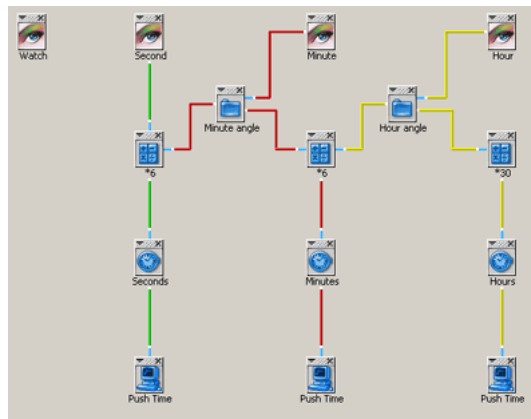 Watch
Second
Minute
Hour
Minute angle
Hour angle
*6
*6
*30
Seconds
Minutes
Hours
Push Time
Push Time
Push Time